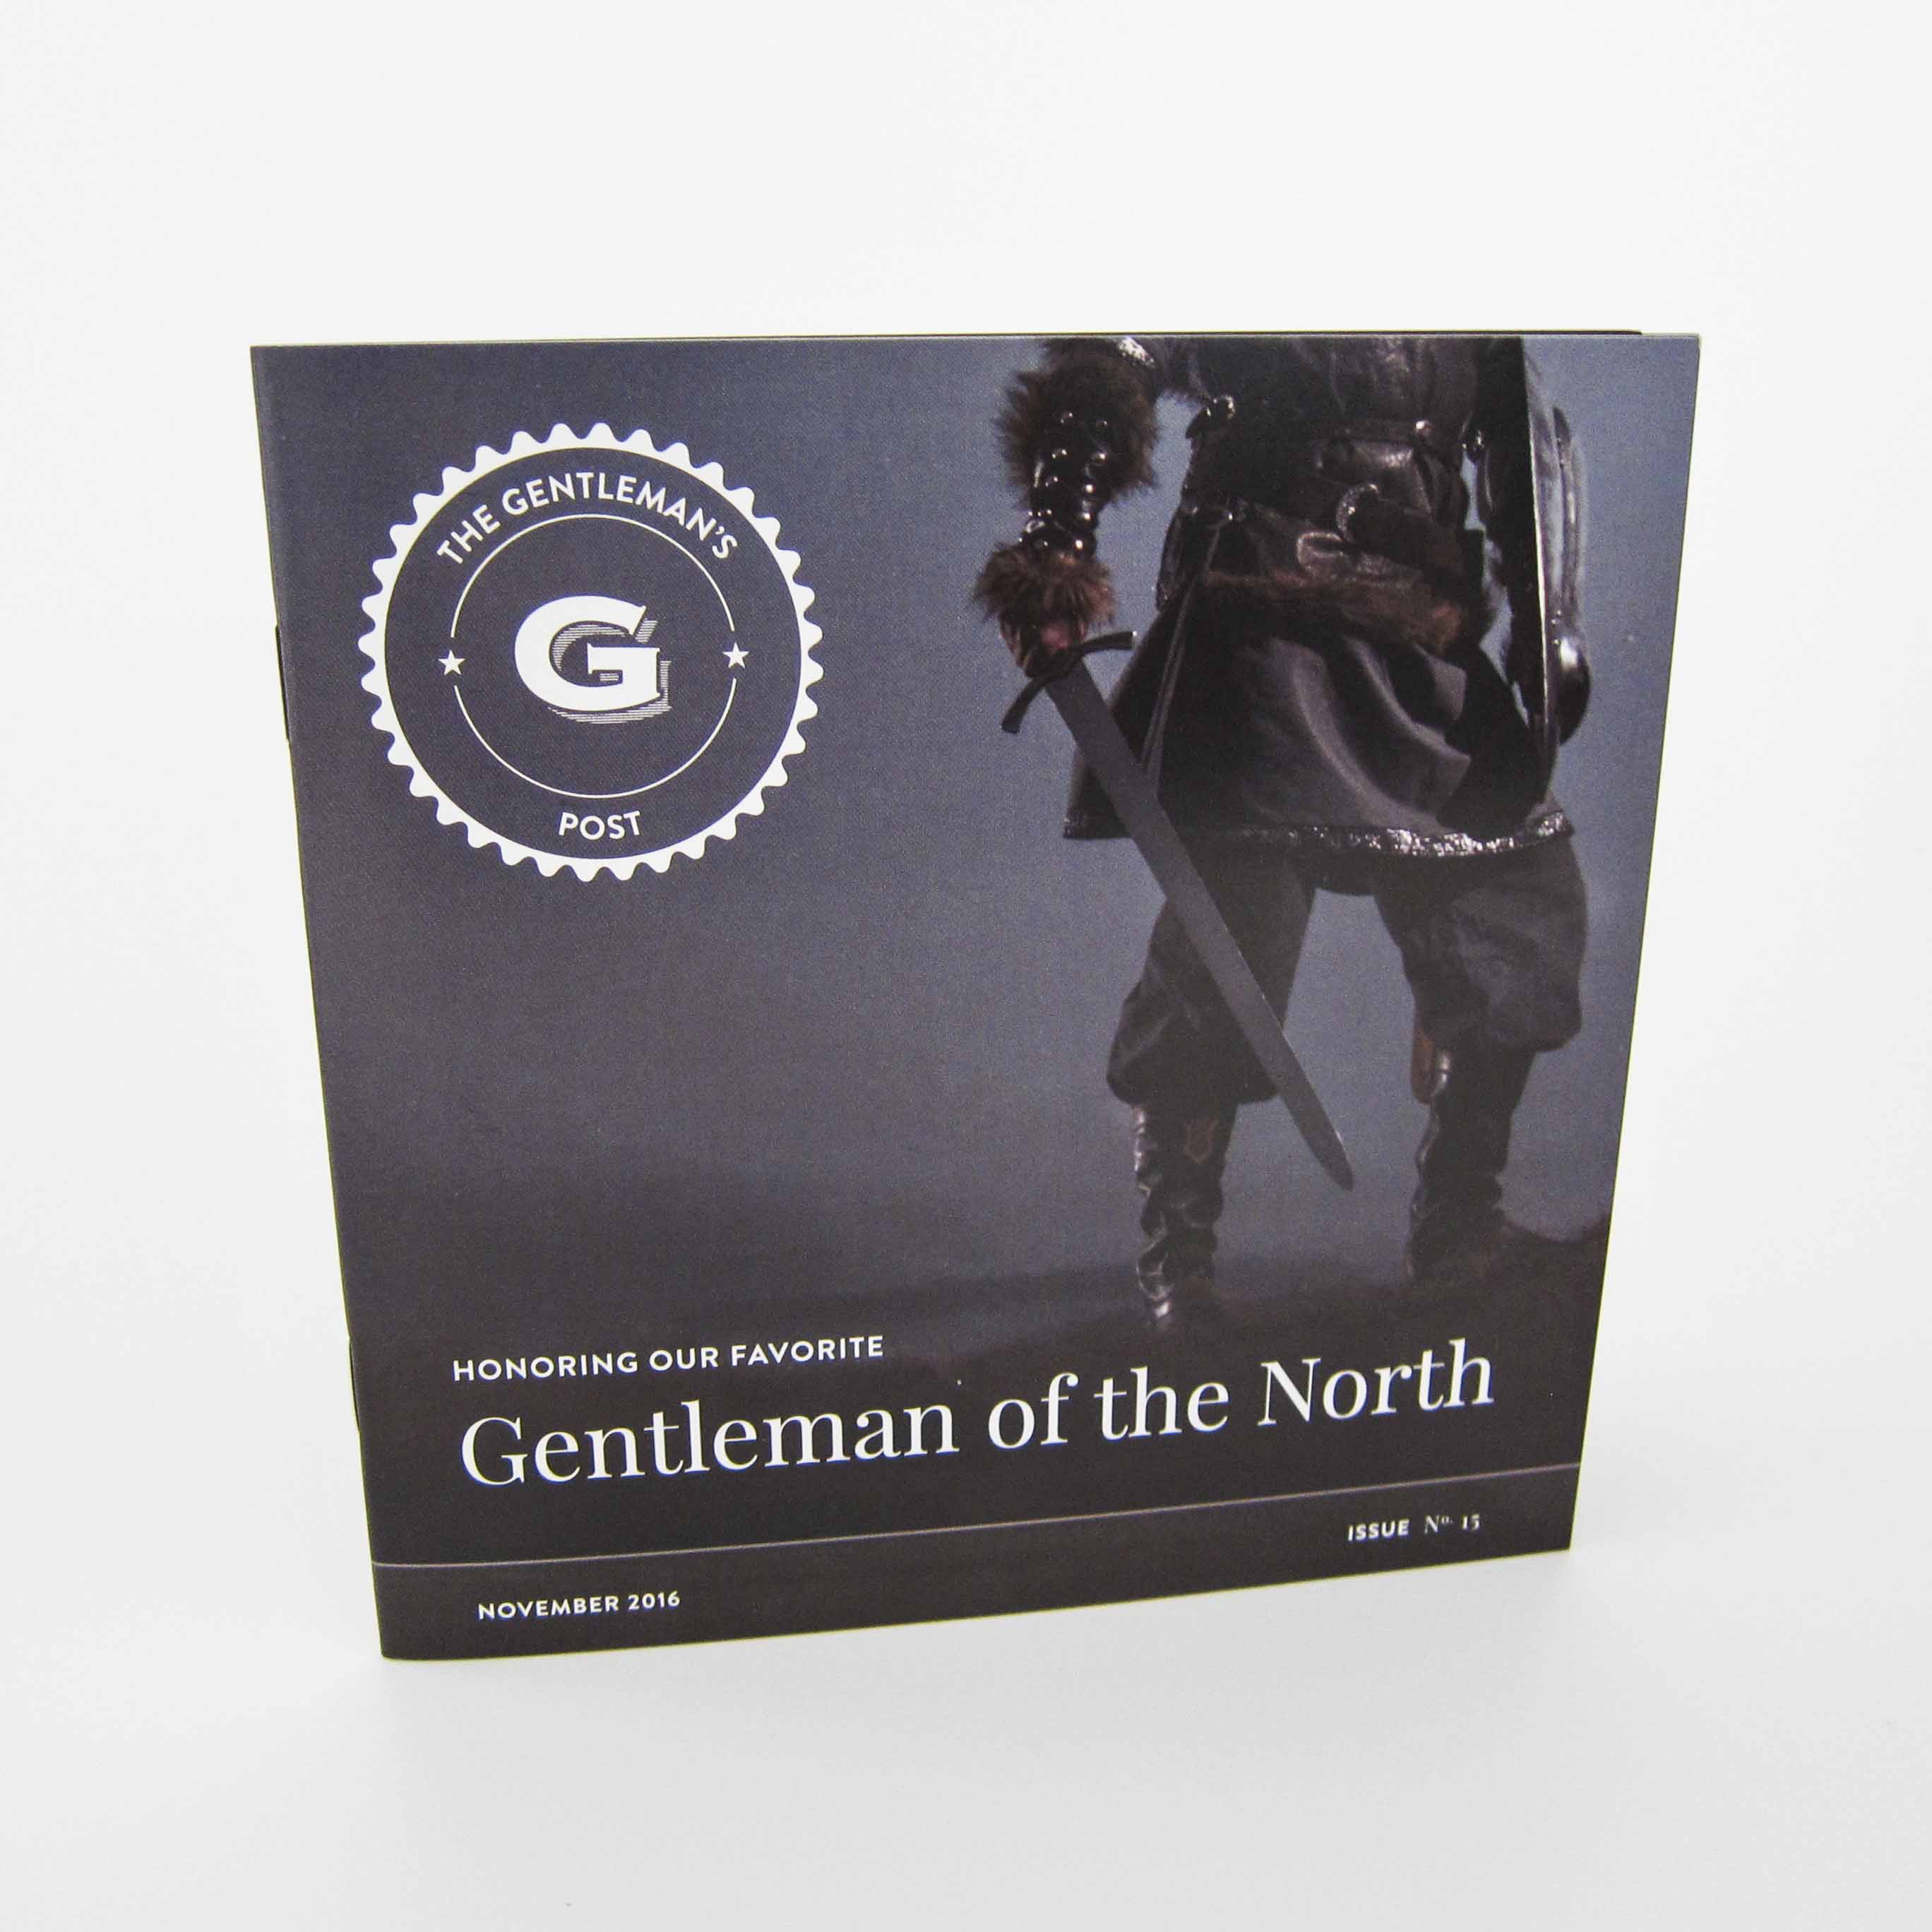 THE GENTLEMAN'S
G
POST
HONORING OUR FAVORITE
Gentleman of the North
ISSUE No. 15
NOVEMBER 2016